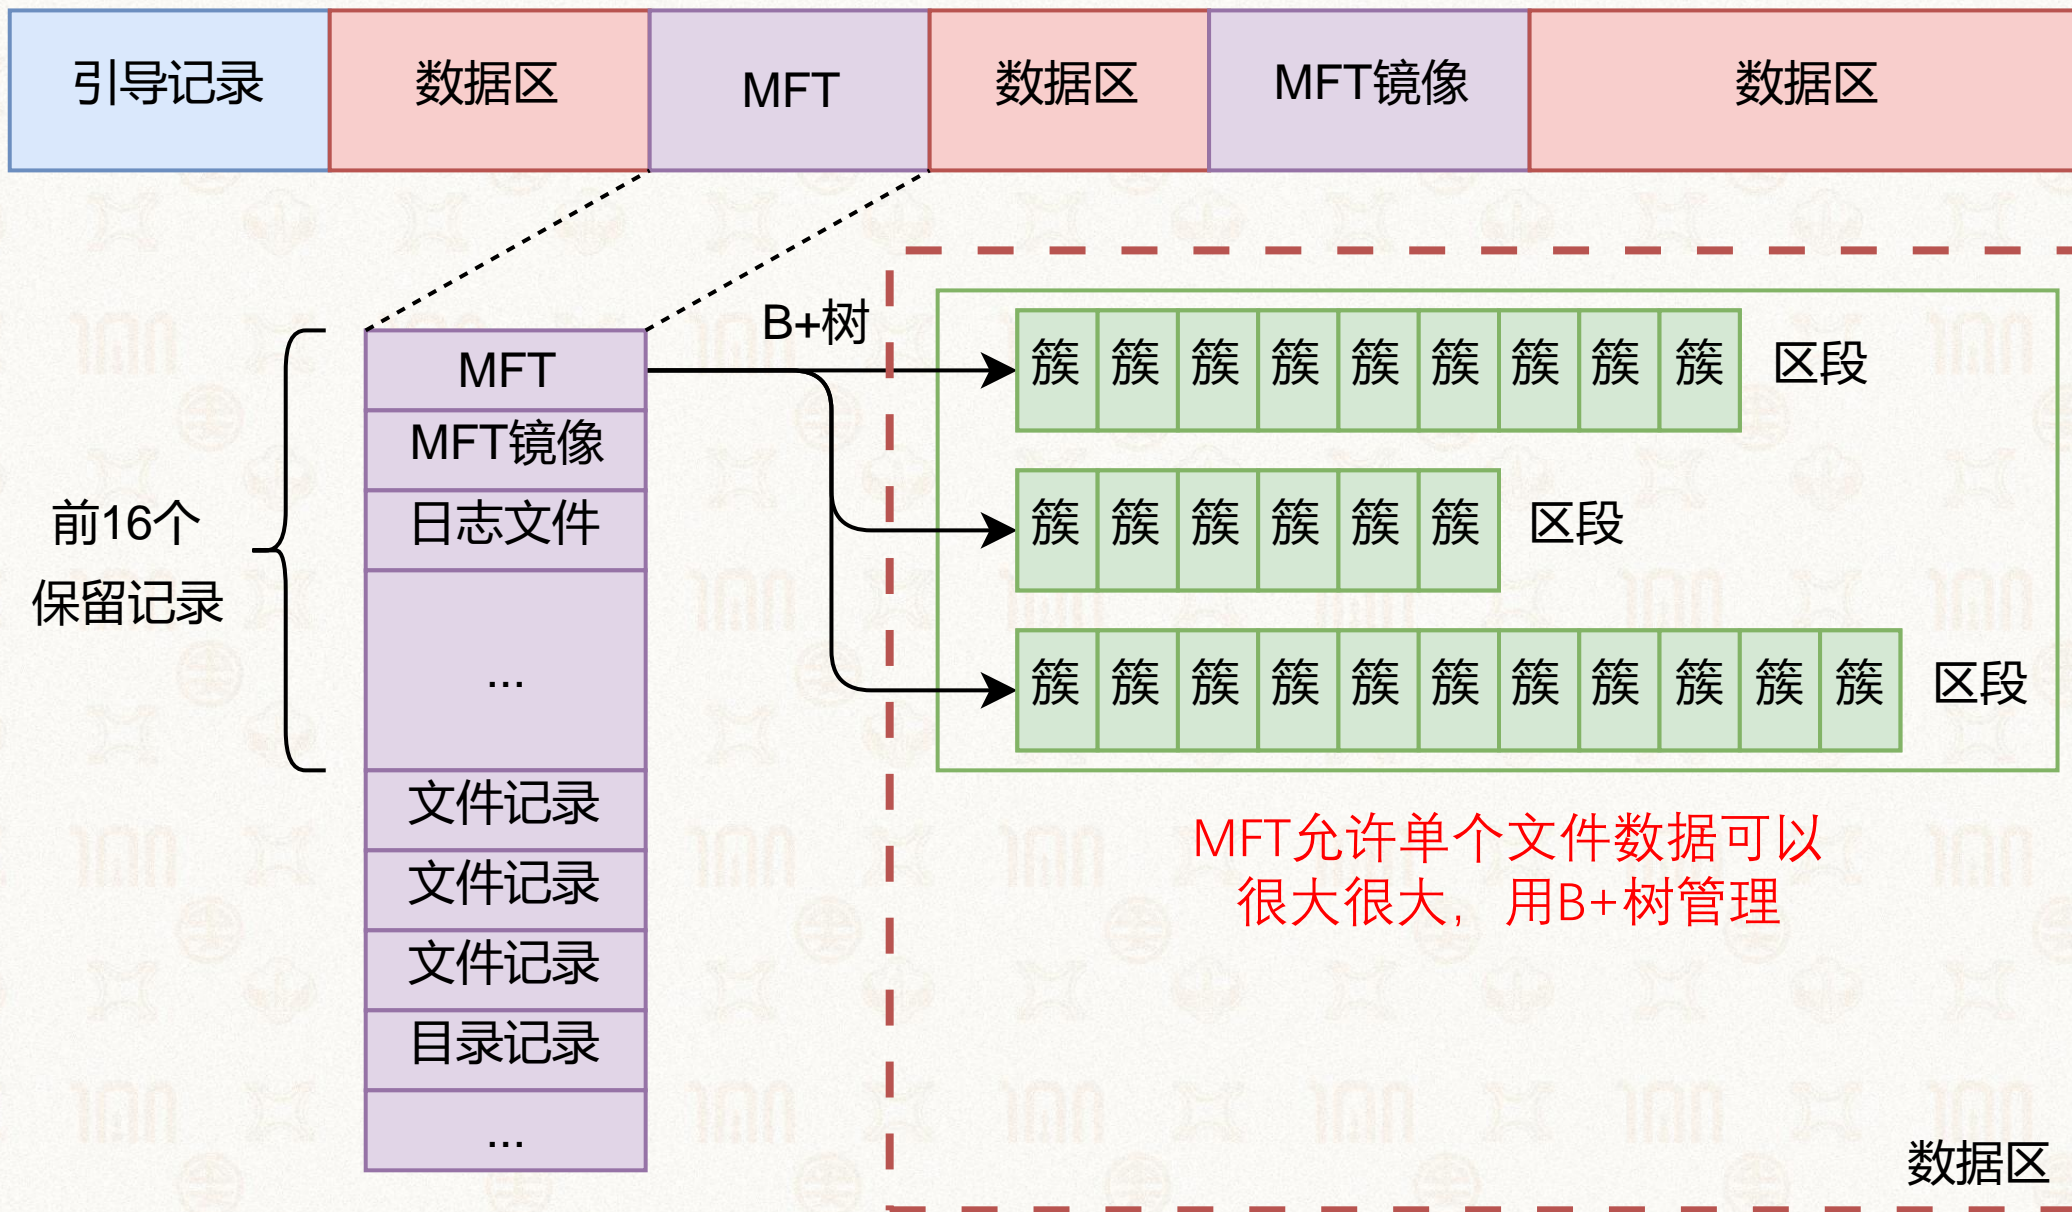 引导记录
数据区
MFT
数据区
MFT镜像
数据区
B+树
MFT
MFT镜像
日志文件
...
文件记录
文件记录
文件记录
目录记录
...
前16个
保留记录
簇 簇 簇 簇 簇 簇 簇 簇 簇 区段
簇 簇 簇 簇 簇 簇 区段
簇 簇 簇 簇 簇 簇 簇 簇 簇 簇 簇 区段
MFT允许单个文件数据可以
很大很大，用B+树管理
数据区